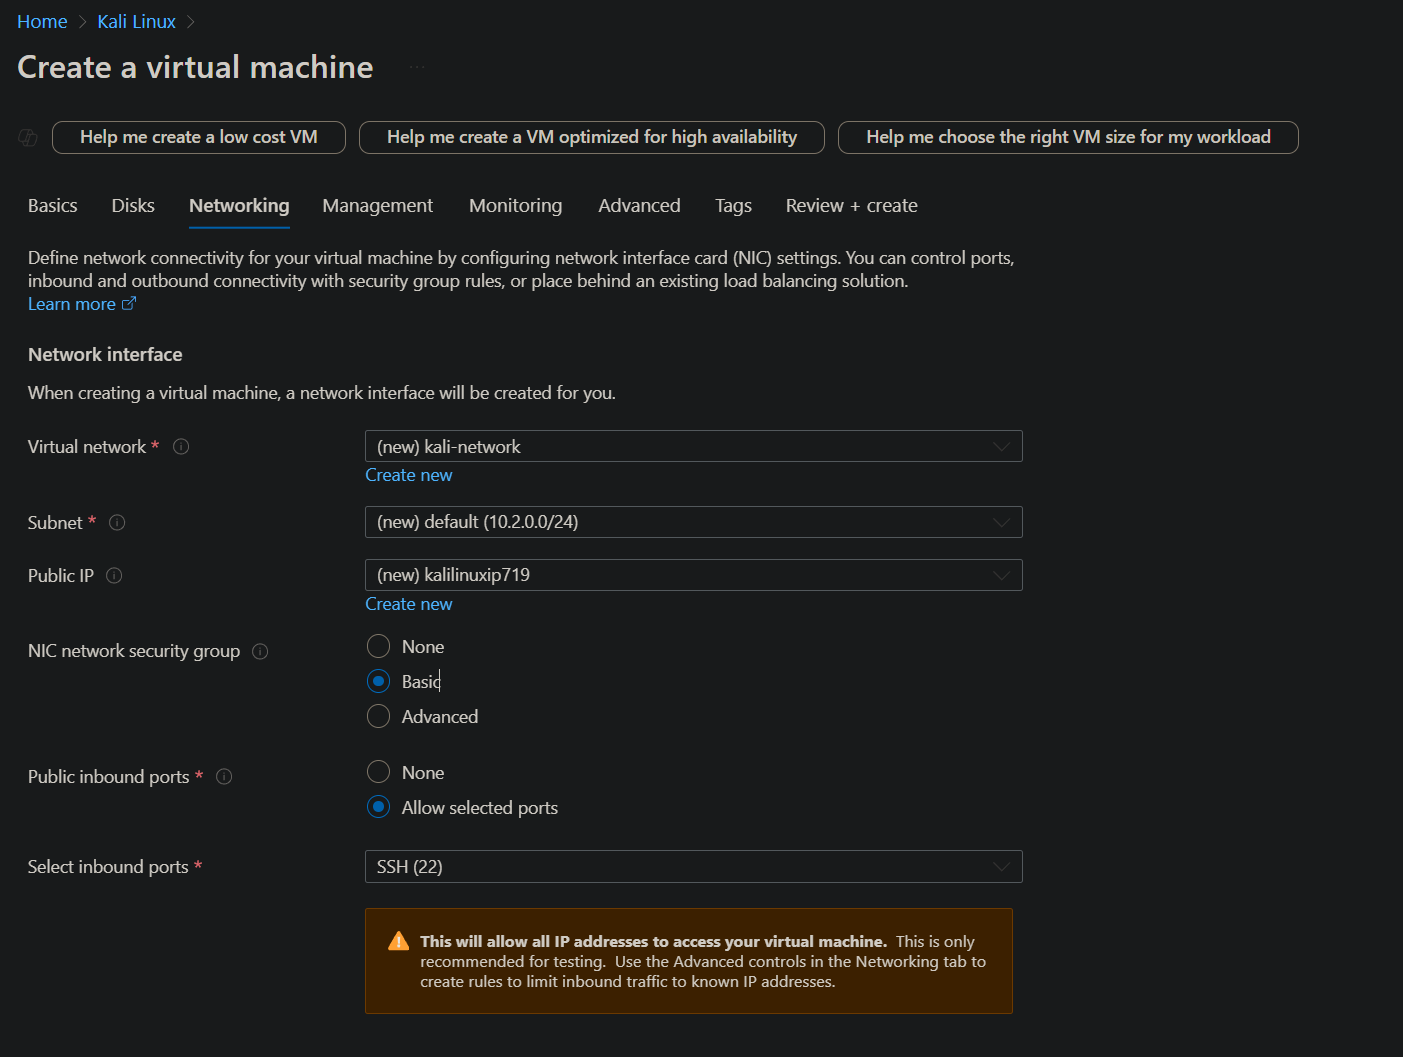 Home > Kali Linux >
Create a virtual machine ...
Help me create a low cost VM Help me create a VM optimized for high availability Help me choose the right VM size for my workload
Basics Disks Networking Management Monitoring Advanced Tags Review + create
Define network connectivity for your virtual machine by configuring network interface card (NIC) settings. You can control ports,
inbound and outbound connectivity with security group rules, or place behind an existing load balancing solution.
Learn more
Network interface
When creating a virtual machine, a network interface will be created for you.
Virtual network * (new) kali-network
Create new
Subnet * (new) default (10.2.0.0/24)
Public IP (new) kalilinuxip719
Create new
NIC network security group None
Basic
Advanced
Public inbound ports * None
Allow selected ports
Select inbound ports * SSH (22)
This will allow all IP addresses to access your virtual machine. This is only
recommended for testing. Use the Advanced controls in the Networking tab to
create rules to limit inbound traffic to known IP addresses.